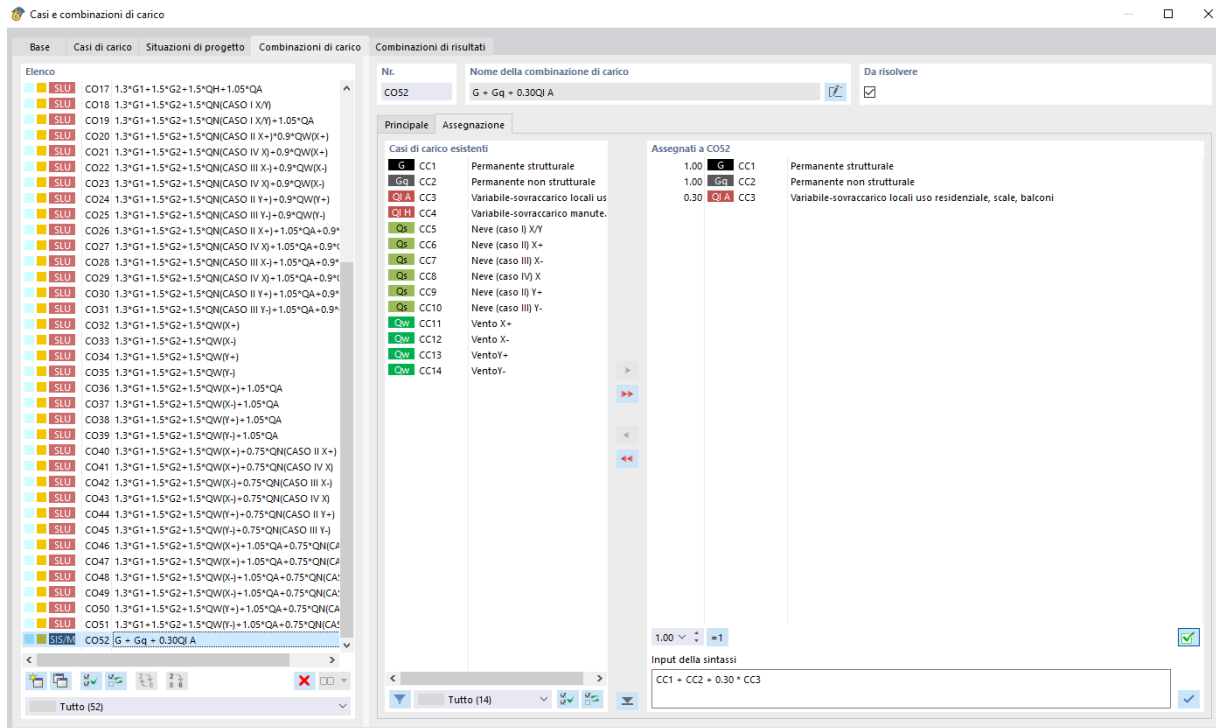 Casi e combinazioni di carico
Base Casi di carico Situazioni di progetto Combinazioni di carico Combinazioni di risultati
Elenco
SLU CO17 1.3*G1+1.5*G2+1.5*QH+1.05*QA
SLU CO18 1.3*G1+1.5*G2+1.5*QN(CASO I X/Y)
SLU CO19 1.3*G1+1.5*G2+1.5*QN(CASO I X/Y)+1.05*QA
SLU CO20 1.3*G1+1.5*G2+1.5*QN(CASO II X+)*0.9*QW(X+)
SLU CO21 1.3*G1+1.5*G2+1.5*QN(CASO IV X)+0.9*QW(X+)
SLU CO22 1.3*G1+1.5*G2+1.5*QN(CASO III X-)+0.9*QW(X-)
SLU CO23 1.3*G1+1.5*G2+1.5*QN(CASO IV X)+0.9*QW(X-)
SLU CO24 1.3*G1+1.5*G2+1.5*QN(CASO II Y+)+0.9*QW(Y+)
SLU CO25 1.3*G1+1.5*G2+1.5*QN(CASO III Y-)+0.9*QW(Y-)
SLU CO26 1.3*G1+1.5*G2+1.5*QN(CASO II X+)+1.05*QA+0.9*
SLU CO27 1.3*G1+1.5*G2+1.5*QN(CASO IV X)+1.05*QA+0.9*(
SLU CO28 1.3*G1+1.5*G2+1.5*QN(CASO III X-)+1.05*QA+0.9*
SLU CO29 1.3*G1+1.5*G2+1.5*QN(CASO IV X)+1.05*QA+0.9*(
SLU CO30 1.3*G1+1.5*G2+1.5*QN(CASO II Y+)+1.05*QA+0.9*
SLU CO31 1.3*G1+1.5*G2+1.5*QN(CASO III Y-)+1.05*QA+0.9*
SLU CO32 1.3*G1+1.5*G2+1.5*QW(X+)
SLU CO33 1.3*G1+1.5*G2+1.5*QW(X-)
SLU CO34 1.3*G1+1.5*G2+1.5*QW(Y+)
SLU CO35 1.3*G1+1.5*G2+1.5*QW(Y-)
SLU CO36 1.3*G1+1.5*G2+1.5*QW(X+)+1.05*QA
SLU CO37 1.3*G1+1.5*G2+1.5*QW(X-)+1.05*QA
SLU CO38 1.3*G1+1.5*G2+1.5*QW(Y+)+1.05*QA
SLU CO39 1.3*G1+1.5*G2+1.5*QW(Y-)+1.05*QA
SLU CO40 1.3*G1+1.5*G2+1.5*QW(X+)+0.75*QN(CASO II X+)
SLU CO41 1.3*G1+1.5*G2+1.5*QW(X+)+0.75*QN(CASO IV X)
SLU CO42 1.3*G1+1.5*G2+1.5*QW(X-)+0.75*QN(CASO III X-)
SLU CO43 1.3*G1+1.5*G2+1.5*QW(X-)+0.75*QN(CASO IV X)
SLU CO44 1.3*G1+1.5*G2+1.5*QW(Y+)+0.75*QN(CASO II Y+)
SLU CO45 1.3*G1+1.5*G2+1.5*QW(Y-)+0.75*QN(CASO III Y-)
SLU CO46 1.3*G1+1.5*G2+1.5*QW(X+)+1.05*QA+0.75*QN(CA
SLU CO47 1.3*G1+1.5*G2+1.5*QW(X+)+1.05*QA+0.75*QN(CA
SLU CO48 1.3*G1+1.5*G2+1.5*QW(X-)+1.05*QA+0.75*QN(CAS
SLU CO49 1.3*G1+1.5*G2+1.5*QW(X-)+1.05*QA+0.75*QN(CAS
SLU CO50 1.3*G1+1.5*G2+1.5*QW(Y+)+1.05*QA+0.75*QN(CA
SLU CO51 1.3*G1+1.5*G2+1.5*QW(Y-)+1.05*QA+0.75*QN(CAS
SIS/M CO52 G + Gq + 0.30QI A
Tutto (52)
Nr.
CO52
Nome della combinazione di carico
G + Gq + 0.30QI A
Da risolvere
Principale Assegnazione
Casi di carico esistenti
G CC1 Permanente strutturale
Gq CC2 Permanente non strutturale
QI A CC3 Variabile-sovraccarico locali us
QI H CC4 Variabile-sovraccarico manute.
Qs CC5 Neve (caso I) X/Y
Qs CC6 Neve (caso II) X+
Qs CC7 Neve (caso III) X-
Qs CC8 Neve (caso IV) X
Qs CC9 Neve (caso II) Y+
Qs CC10 Neve (caso III) Y-
Qw CC11 Vento X+
Qw CC12 Vento X-
Qw CC13 VentoY+
Qw CC14 VentoY-
Tutto (14)
Assegnati a CO52
1.00 G CC1 Permanente strutturale
1.00 Gq CC2 Permanente non strutturale
0.30 QI A CC3 Variabile-sovraccarico locali uso residenziale, scale, balconi
1.00 =1
Input della sintassi
CC1 + CC2 + 0.30 * CC3